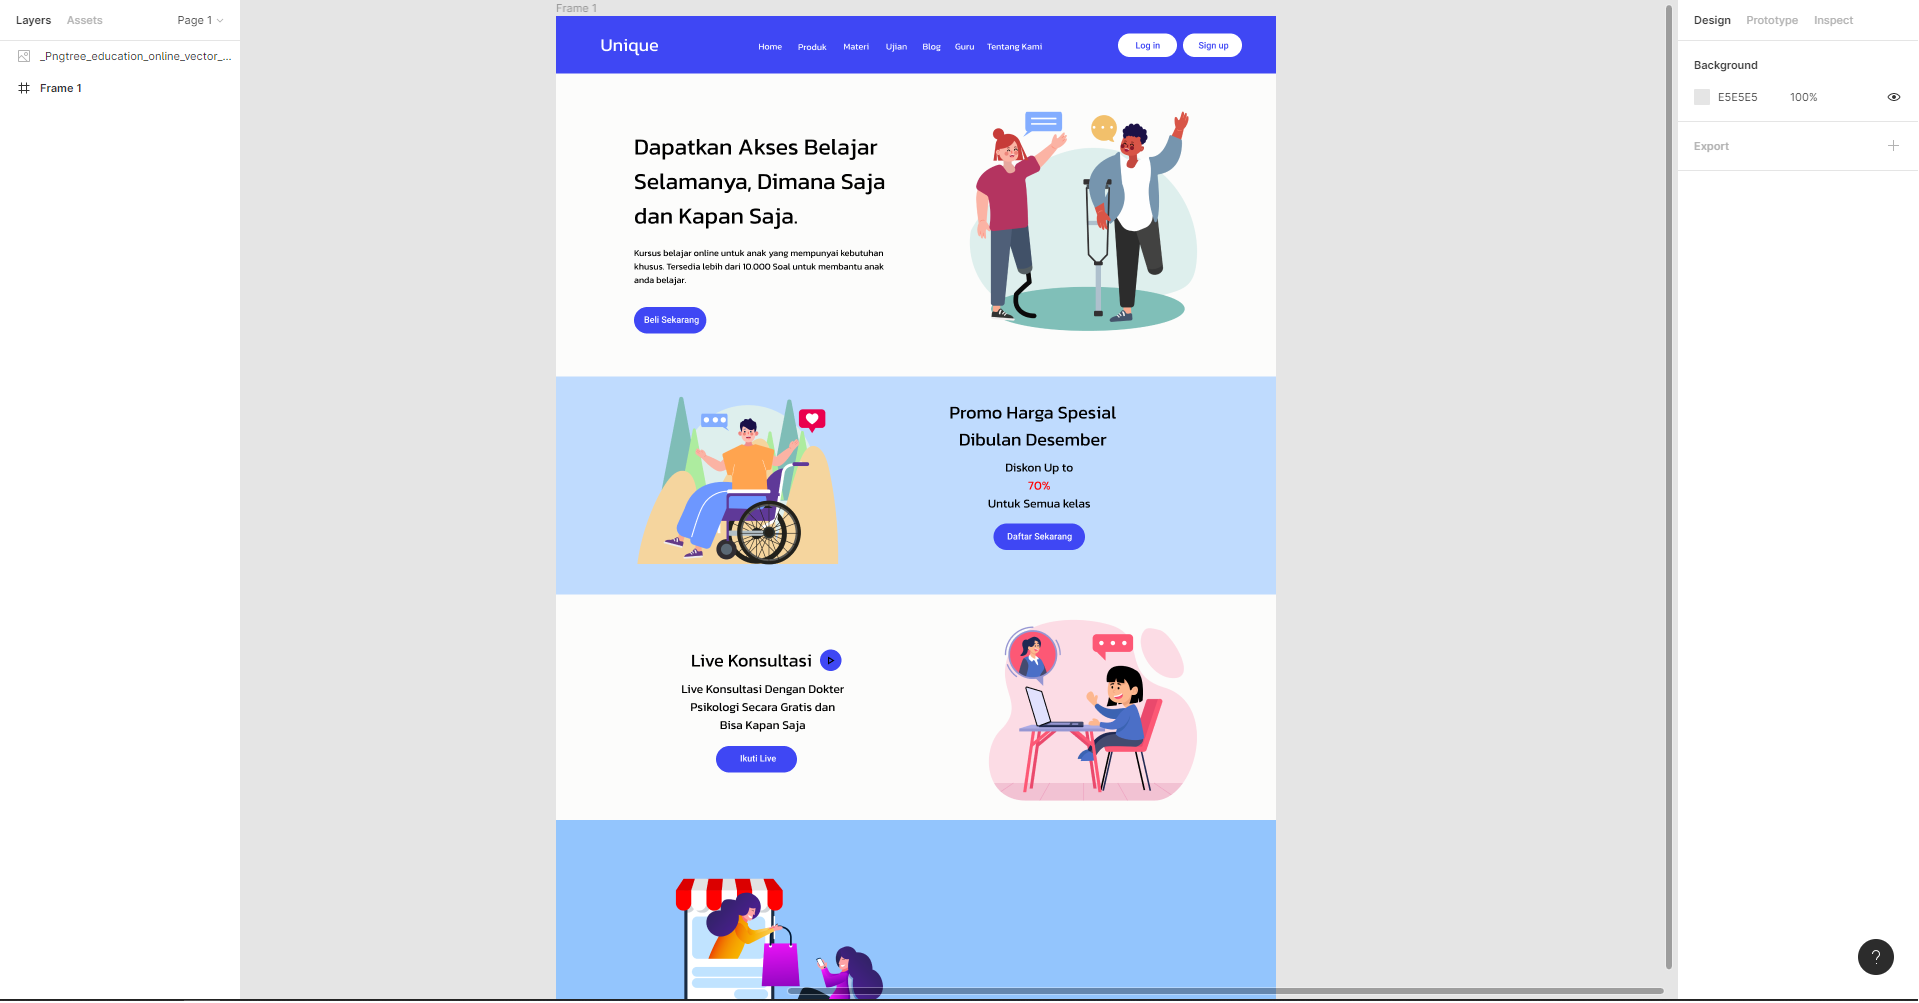 Layers Assets Page 1
_Pngtree_education_online_vector_...
Frame 1
Frame 1
Unique Home Produk Materi Ujian Blog Guru Tentang Kami Log in Sign up
Dapatkan Akses Belajar
Selamanya, Dimana Saja
dan Kapan Saja.
Kursus belajar online untuk anak yang mempunyai kebutuhan
khusus. Tersedia lebih dari 10.000 Soal untuk membantu anak
anda belajar.
Beli Sekarang
Promo Harga Spesial
Dibulan Desember
Diskon Up to
70%
Untuk Semua kelas
Daftar Sekarang
Live Konsultasi
Live Konsultasi Dengan Dokter
Psikologi Secara Gratis dan
Bisa Kapan Saja
Ikuti Live
Design Prototype Inspect
Background
E5E5E5 100%
Export
?